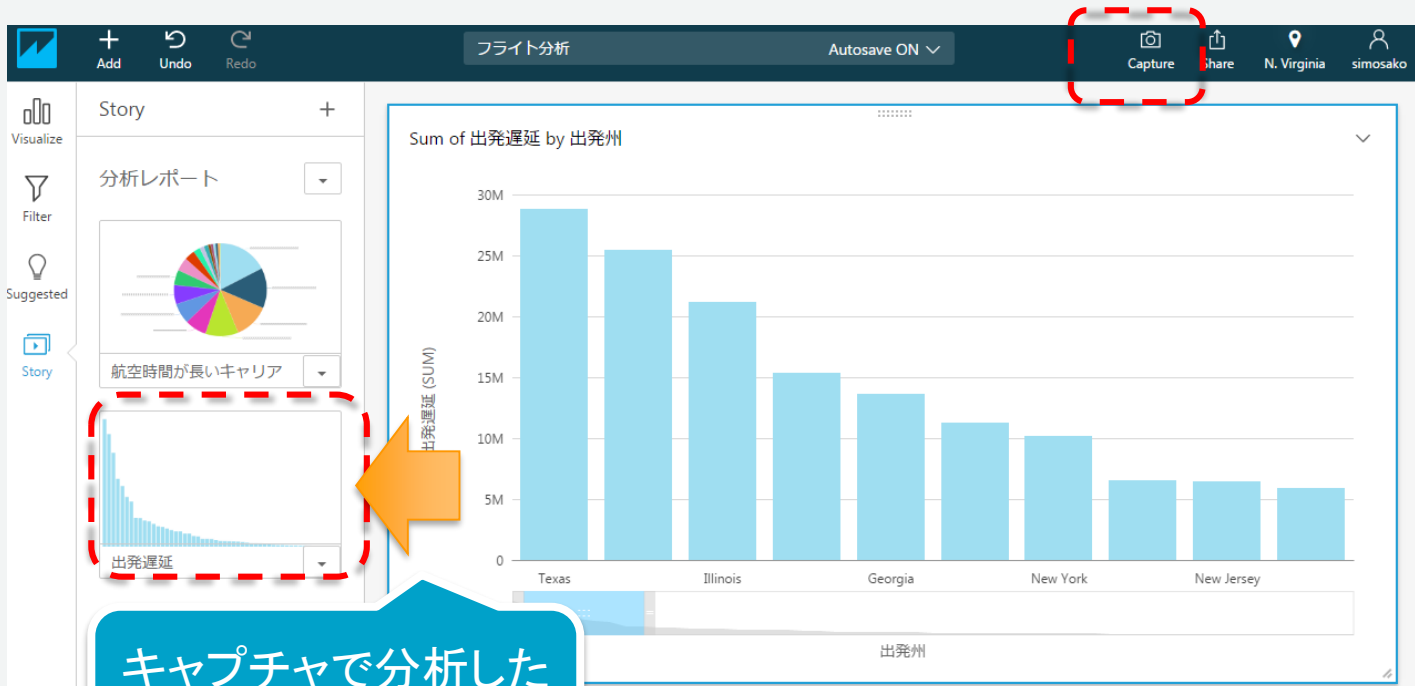 Add
Undo
Redo
フライト分析
Autosave ON
Capture
Share
N. Virginia
simosako
Visualize
Filter
Suggested
Story
Story +
分析レポート
航空時間が長いキャリア
出発遅延
Sum of 出発遅延 by 出発州
出発遅延 (SUM)
30M
25M
20M
15M
10M
5M
0
Texas
Illinois
Georgia
New York
New Jersey
出発州
キャプチャで分析した